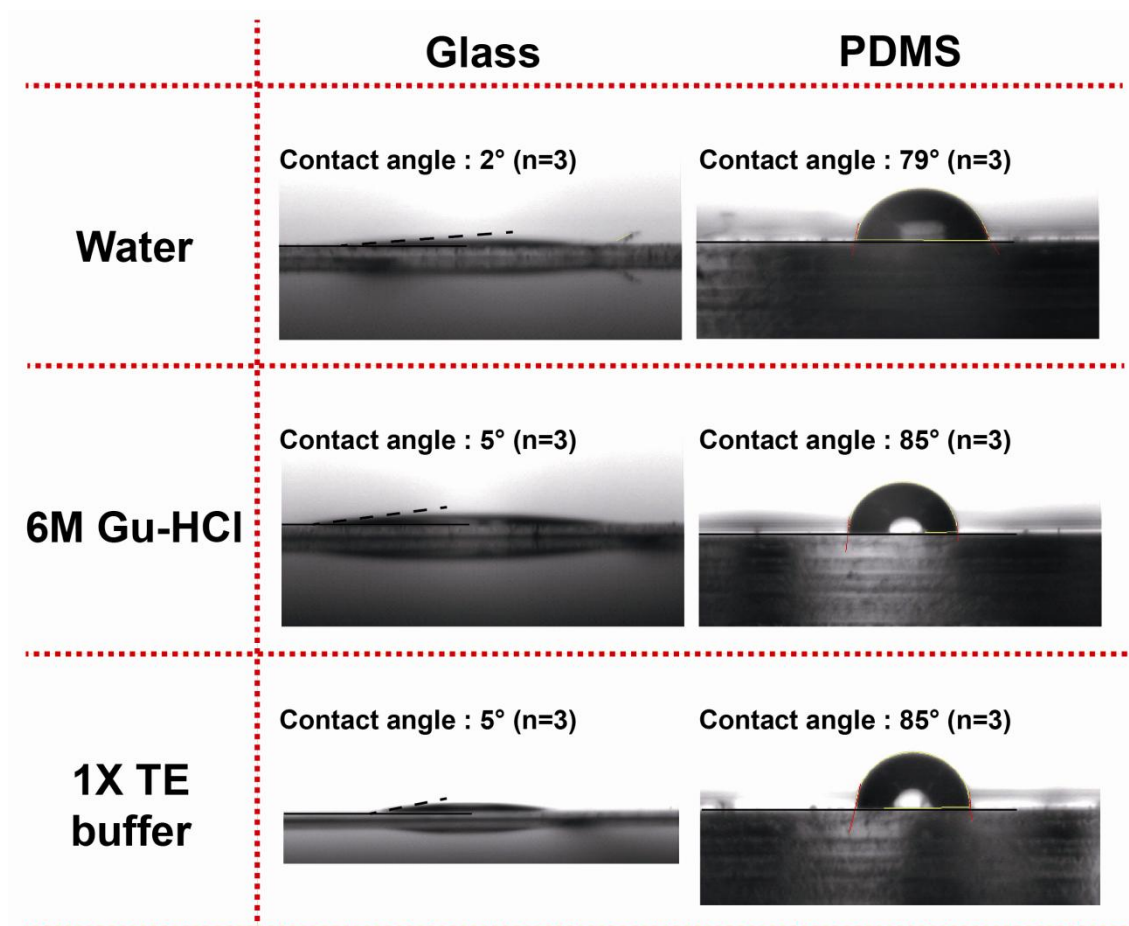 Glass
PDMS
Water
Contact angle : 2° (n=3)
Contact angle : 79° (n=3)
6M Gu-HCl
Contact angle : 5° (n=3)
Contact angle : 85° (n=3)
1X TE
buffer
Contact angle : 5° (n=3)
Contact angle : 85° (n=3)